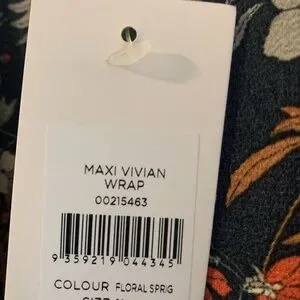 MAXI VIVIAN
WRAP
00215463
9 359219 044345
COLOUR FLORAL SPRIG